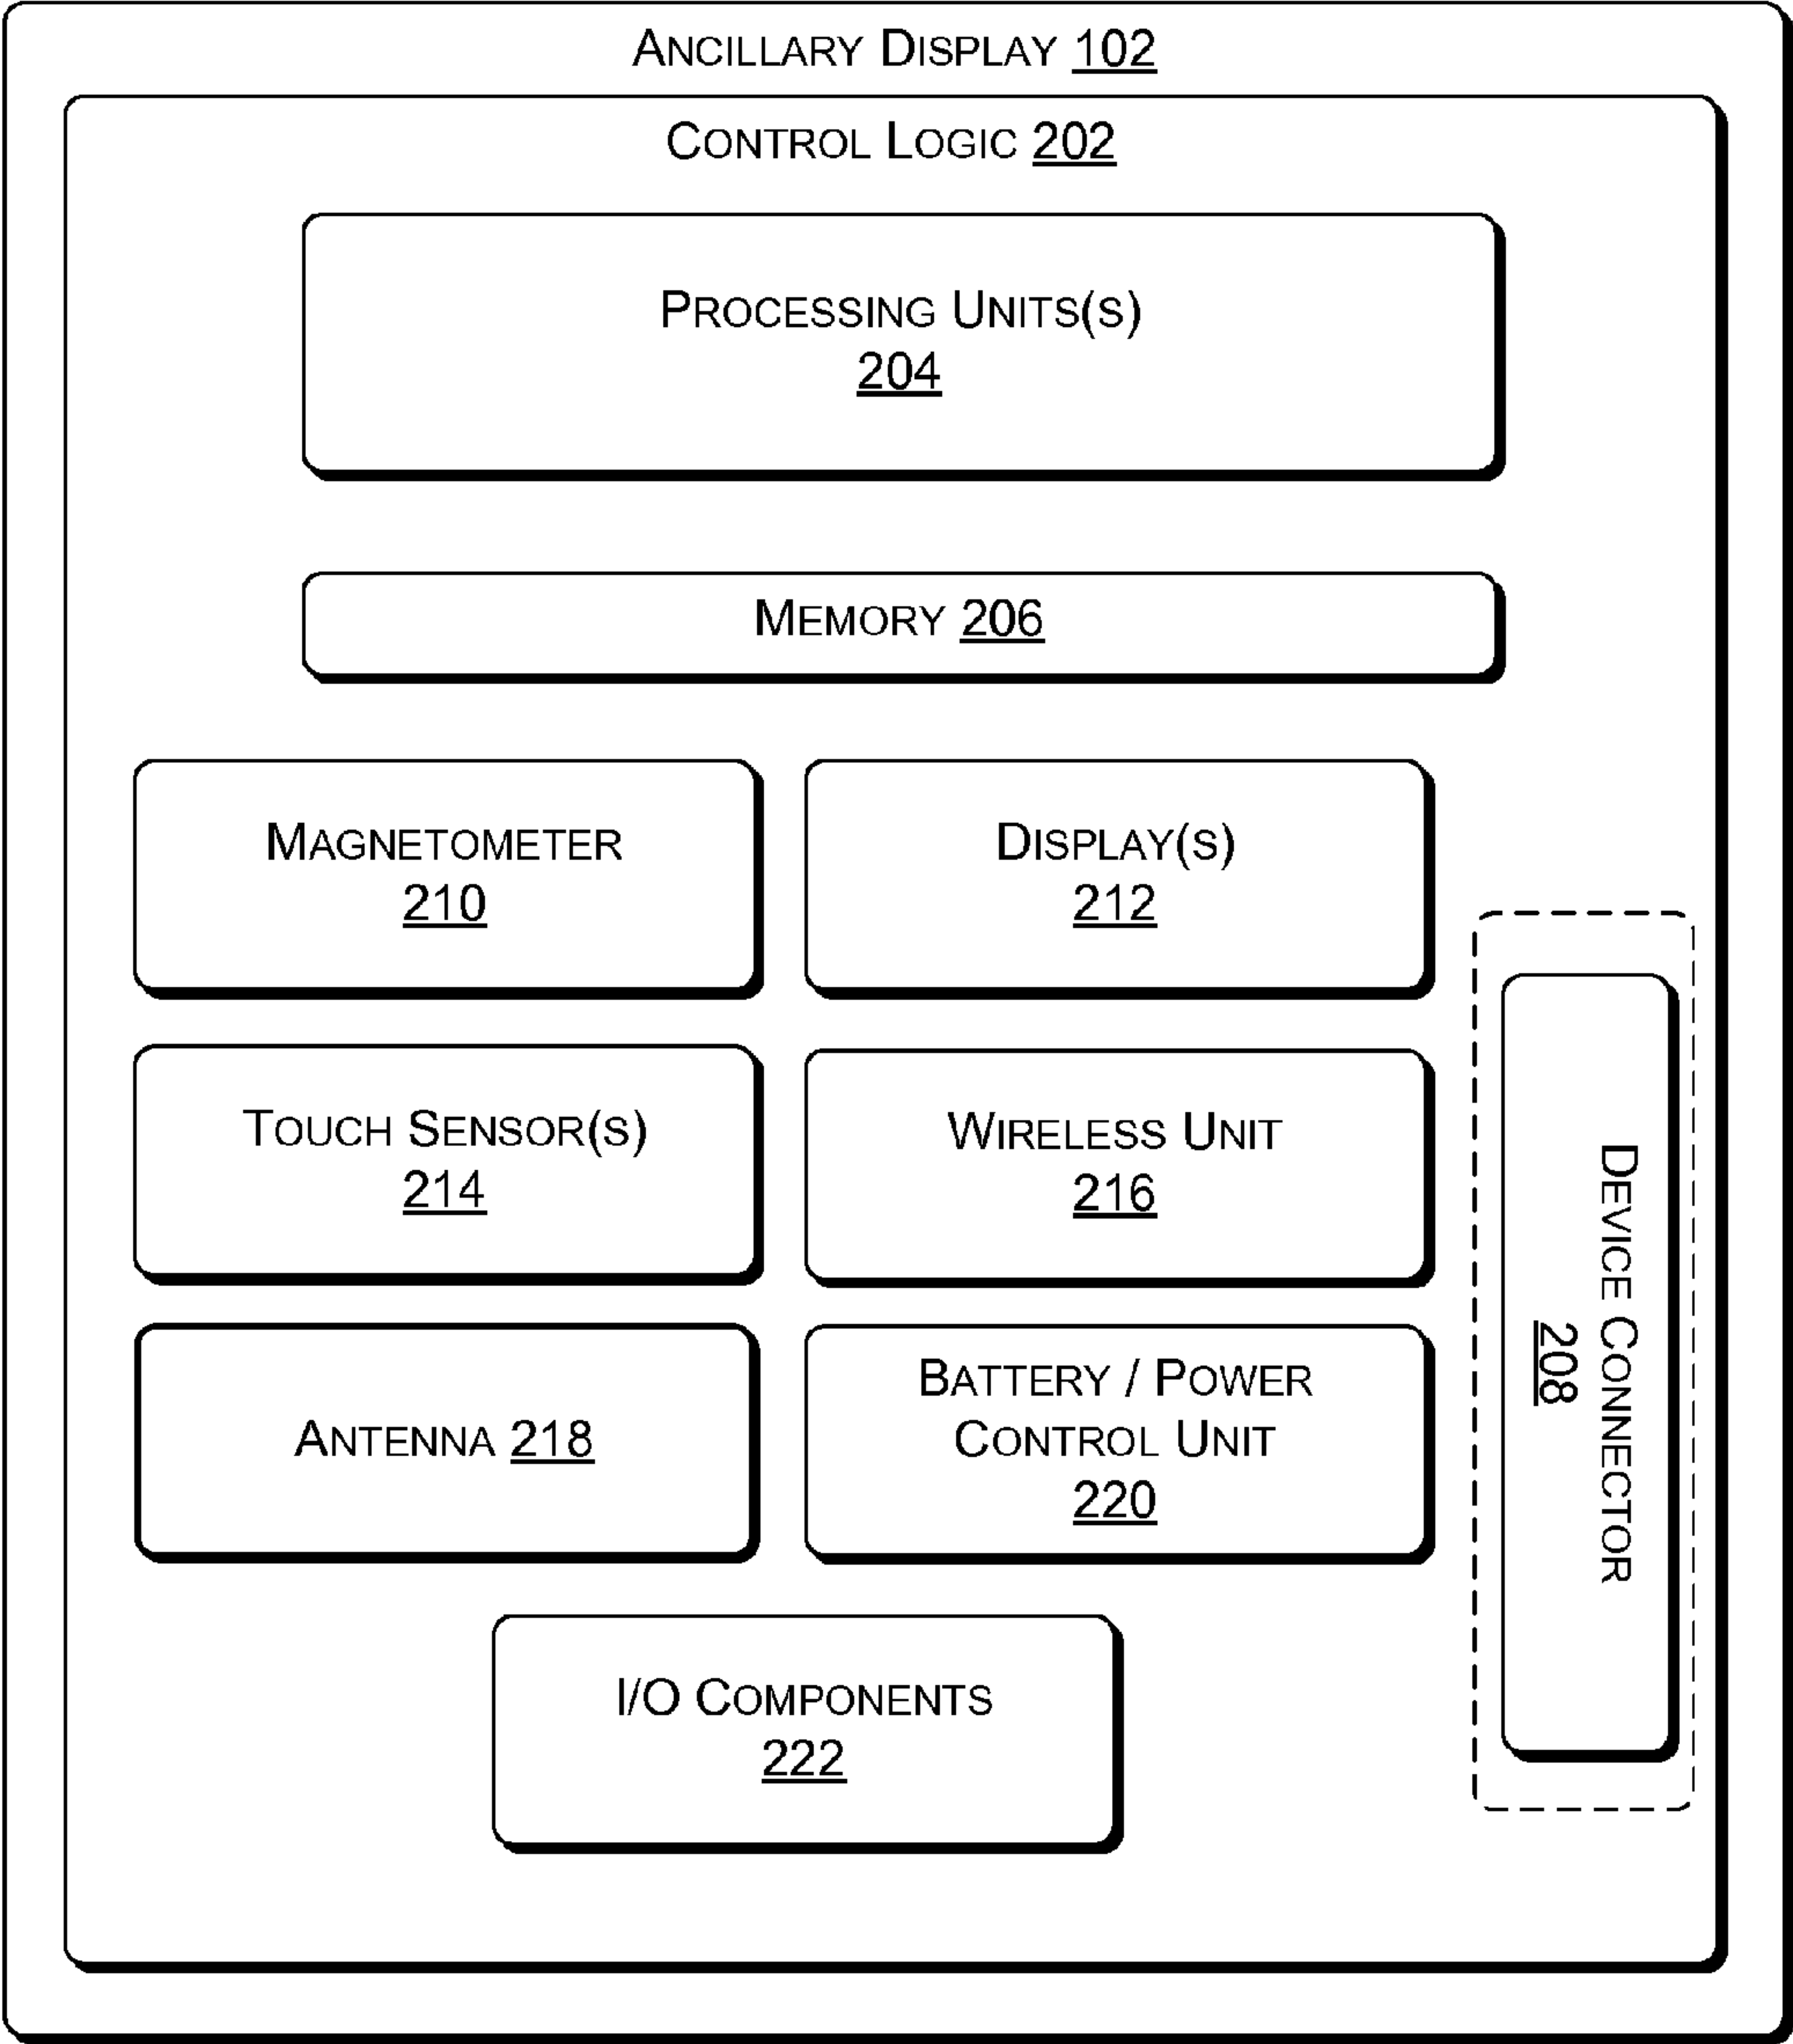 ANCILLARY DISPLAY 102
CONTROL LOGIC 202
PROCESSING UNITS(S)
204
MEMORY 206
MAGNETOMETER
210
DISPLAY(S)
212
TOUCH SENSOR(S)
214
WIRELESS UNIT
216
ANTENNA 218
BATTERY / POWER
CONTROL UNIT
220
DEVICE CONNECTOR
208
I/O COMPONENTS
222